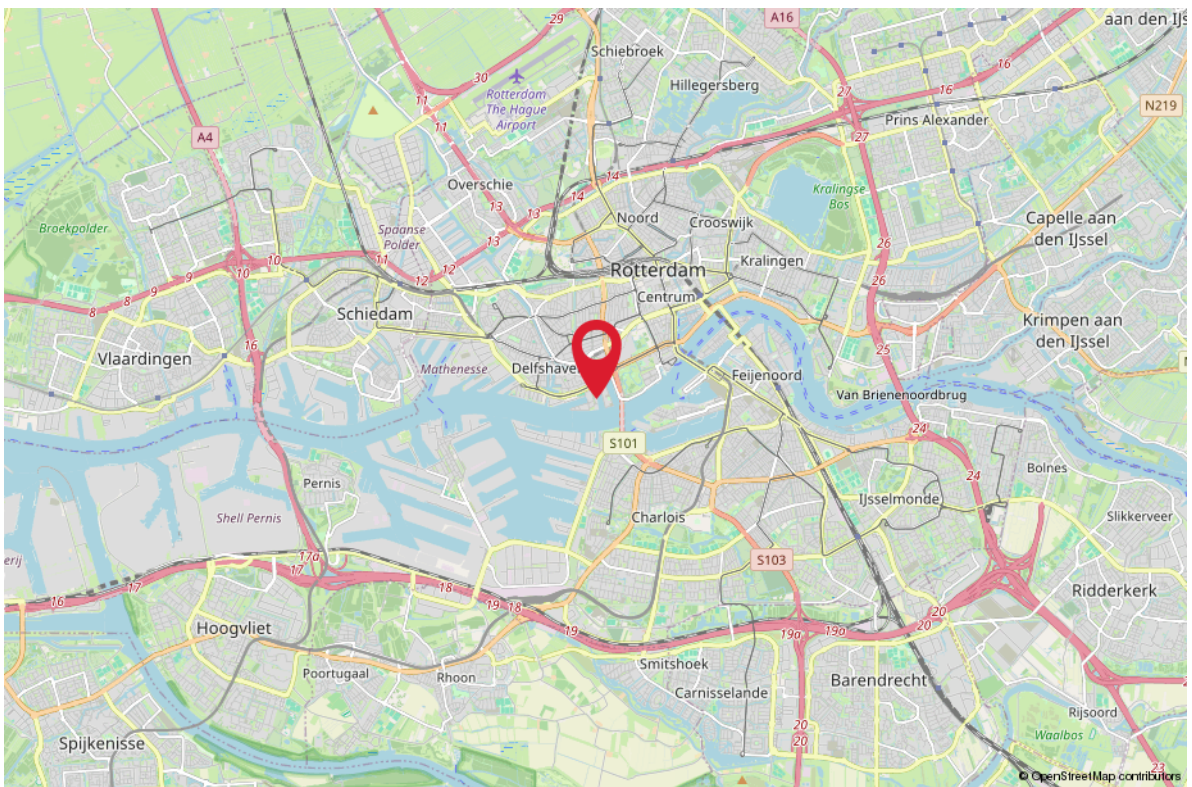 29
A16
aan den IJs
Schiebroek
30
Hillegersberg
16
16
11
Rotterdam
The Hague
Airport
27
N219
11
Prins Alexander
A4
27
14
Overschie
Kralingse
Bos
14
13
13
Noord
Crooswijk
Capelle aan
den IJssel
Broekpolder
Spaanse
Polder
13
26
10
11
12
Kralingen
10
9
12
Rotterdam
26
9
8
8
Centrum
Schiedam
Krimpen aan
den IJssel
16
25
Vlaardingen
Mathenesse
Delfshave
Feijenoord
Van Brienenoordbrug
24
S101
24
Bolnes
Pernis
IJsselmonde
Shell Pernis
Charlois
Slikkerveer
erij
17a
S103
17
17
18
Ridderkerk
16
19
18
20
Hoogvliet
19
19a
19a
20
Smitshoek
Poortugaal
Rhoon
Barendrecht
Carnisselande
Rijsoord
20
Waalbos
20
Spijkenisse
23
© OpenStreetMap contributors